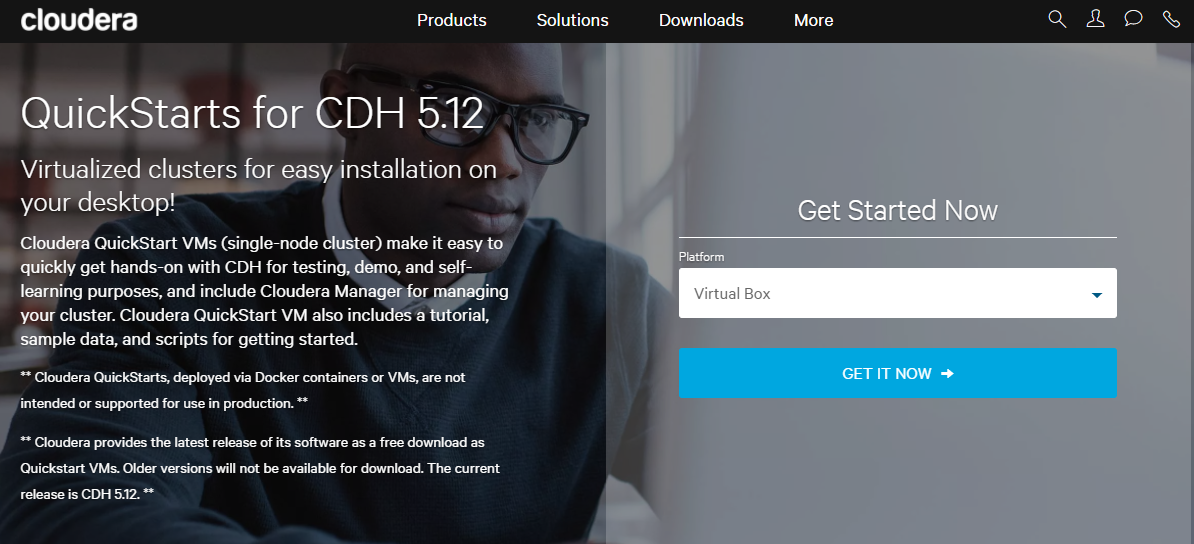 cloudera
Products Solutions Downloads More
QuickStarts for CDH 5.12
Virtualized clusters for easy installation on
your desktop!
Cloudera QuickStart VMs (single-node cluster) make it easy to
quickly get hands-on with CDH for testing, demo, and self-
learning purposes, and include Cloudera Manager for managing
your cluster. Cloudera QuickStart VM also includes a tutorial,
sample data, and scripts for getting started.
** Cloudera QuickStarts, deployed via Docker containers or VMs, are not
intended or supported for use in production. **
** Cloudera provides the latest release of its software as a free download as
Quickstart VMs. Older versions will not be available for download. The current
release is CDH 5.12. **
Get Started Now
Platform
Virtual Box
GET IT NOW